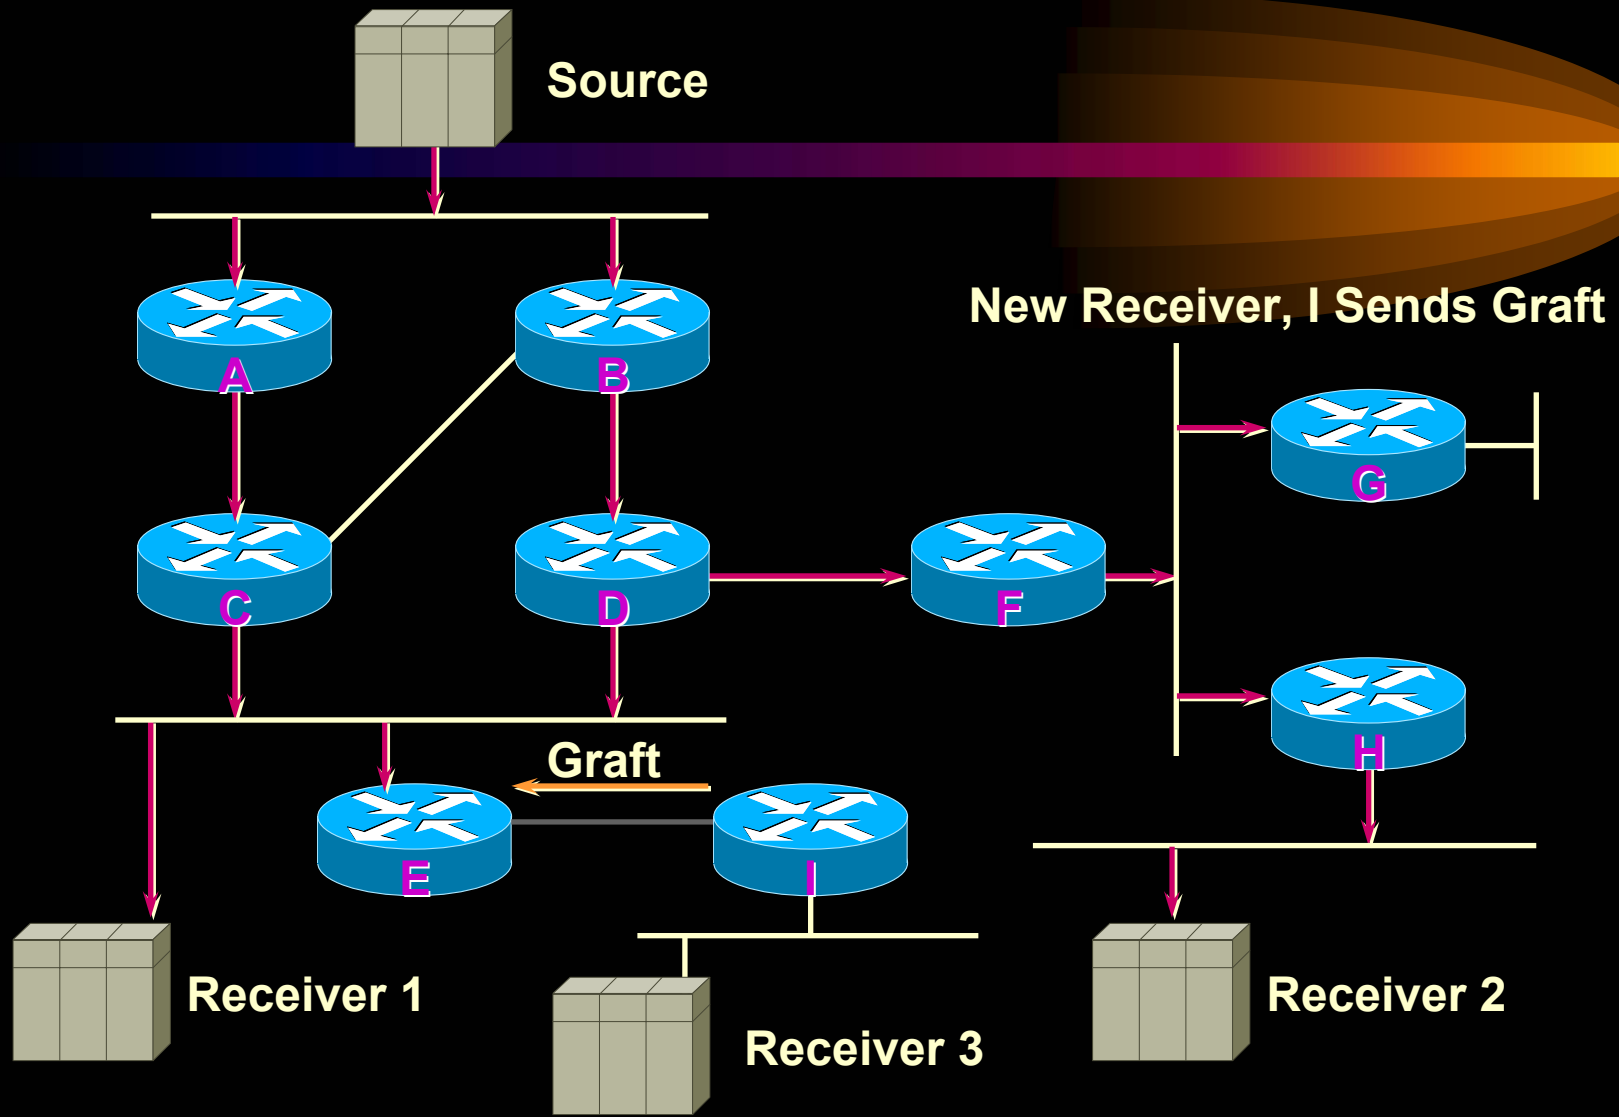 Source
New Receiver, I Sends Graft
A
B
G
C
D
F
H
Graft
E
I
Receiver 1
Receiver 2
Receiver 3